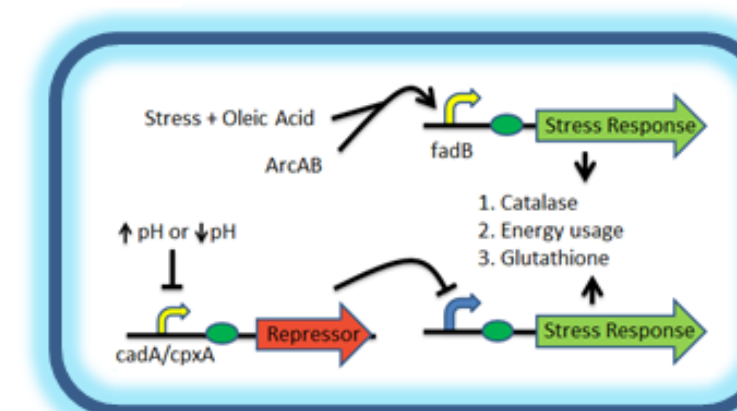 Stress + Oleic Acid
ArcAB
fadB
Stress Response
1. Catalase
2. Energy usage
3. Glutathione
↑ pH or ↓pH
cadA/cpxA
Repressor
Stress Response